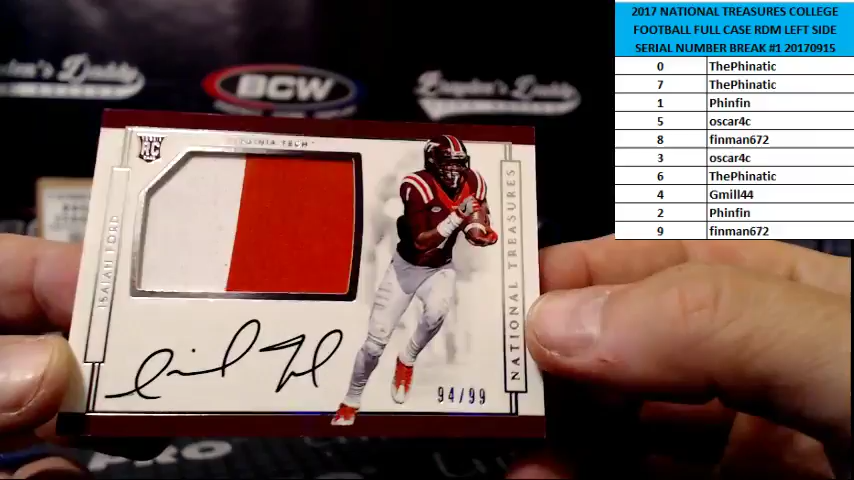 2017 NATIONAL TREASURES COLLEGE
FOOTBALL FULL CASE RDM LEFT SIDE
SERIAL NUMBER BREAK #1 20170915
0 ThePhinatic
7 ThePhinatic
1 Phinfin
5 oscar4c
8 finman672
3 oscar4c
6 ThePhinatic
4 Gmill44
2 Phinfin
9 finman672
BCW
RC
TECH
ISAIAH FORD
NATIONAL TREASURES
94/99
PRO